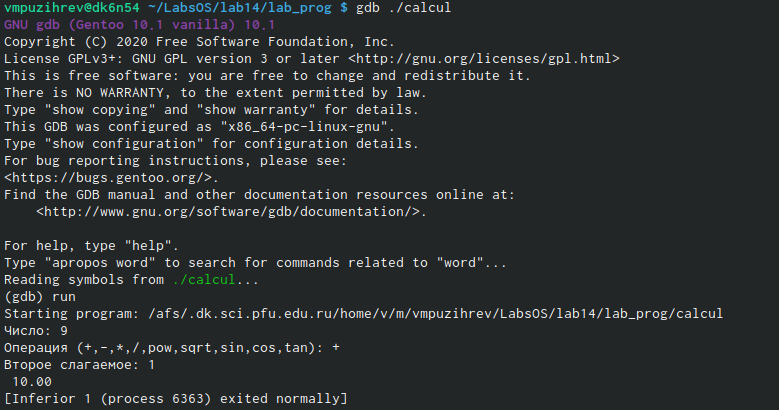 vmpuzihrev@dk6n54 ~/LabsOS/lab14/lab_prog $ gdb ./calcul
GNU gdb (Gentoo 10.1 vanilla) 10.1
Copyright (C) 2020 Free Software Foundation, Inc.
License GPLv3+: GNU GPL version 3 or later <http://gnu.org/licenses/gpl.html>
This is free software: you are free to change and redistribute it.
There is NO WARRANTY, to the extent permitted by law.
Type "show copying" and "show warranty" for details.
This GDB was configured as "x86_64-pc-linux-gnu".
Type "show configuration" for configuration details.
For bug reporting instructions, please see:
<https://bugs.gentoo.org/>.
Find the GDB manual and other documentation resources online at:
    <http://www.gnu.org/software/gdb/documentation/>.

For help, type "help".
Type "apropos word" to search for commands related to "word"...
Reading symbols from ./calcul...
(gdb) run
Starting program: /afs/.dk.sci.pfu.edu.ru/home/v/m/vmpuzihrev/LabsOS/lab14/lab_prog/calcul
Число: 9
Операция (+,-,*,/,pow,sqrt,sin,cos,tan): +
Второе слагаемое: 1
 10.00
[Inferior 1 (process 6363) exited normally]